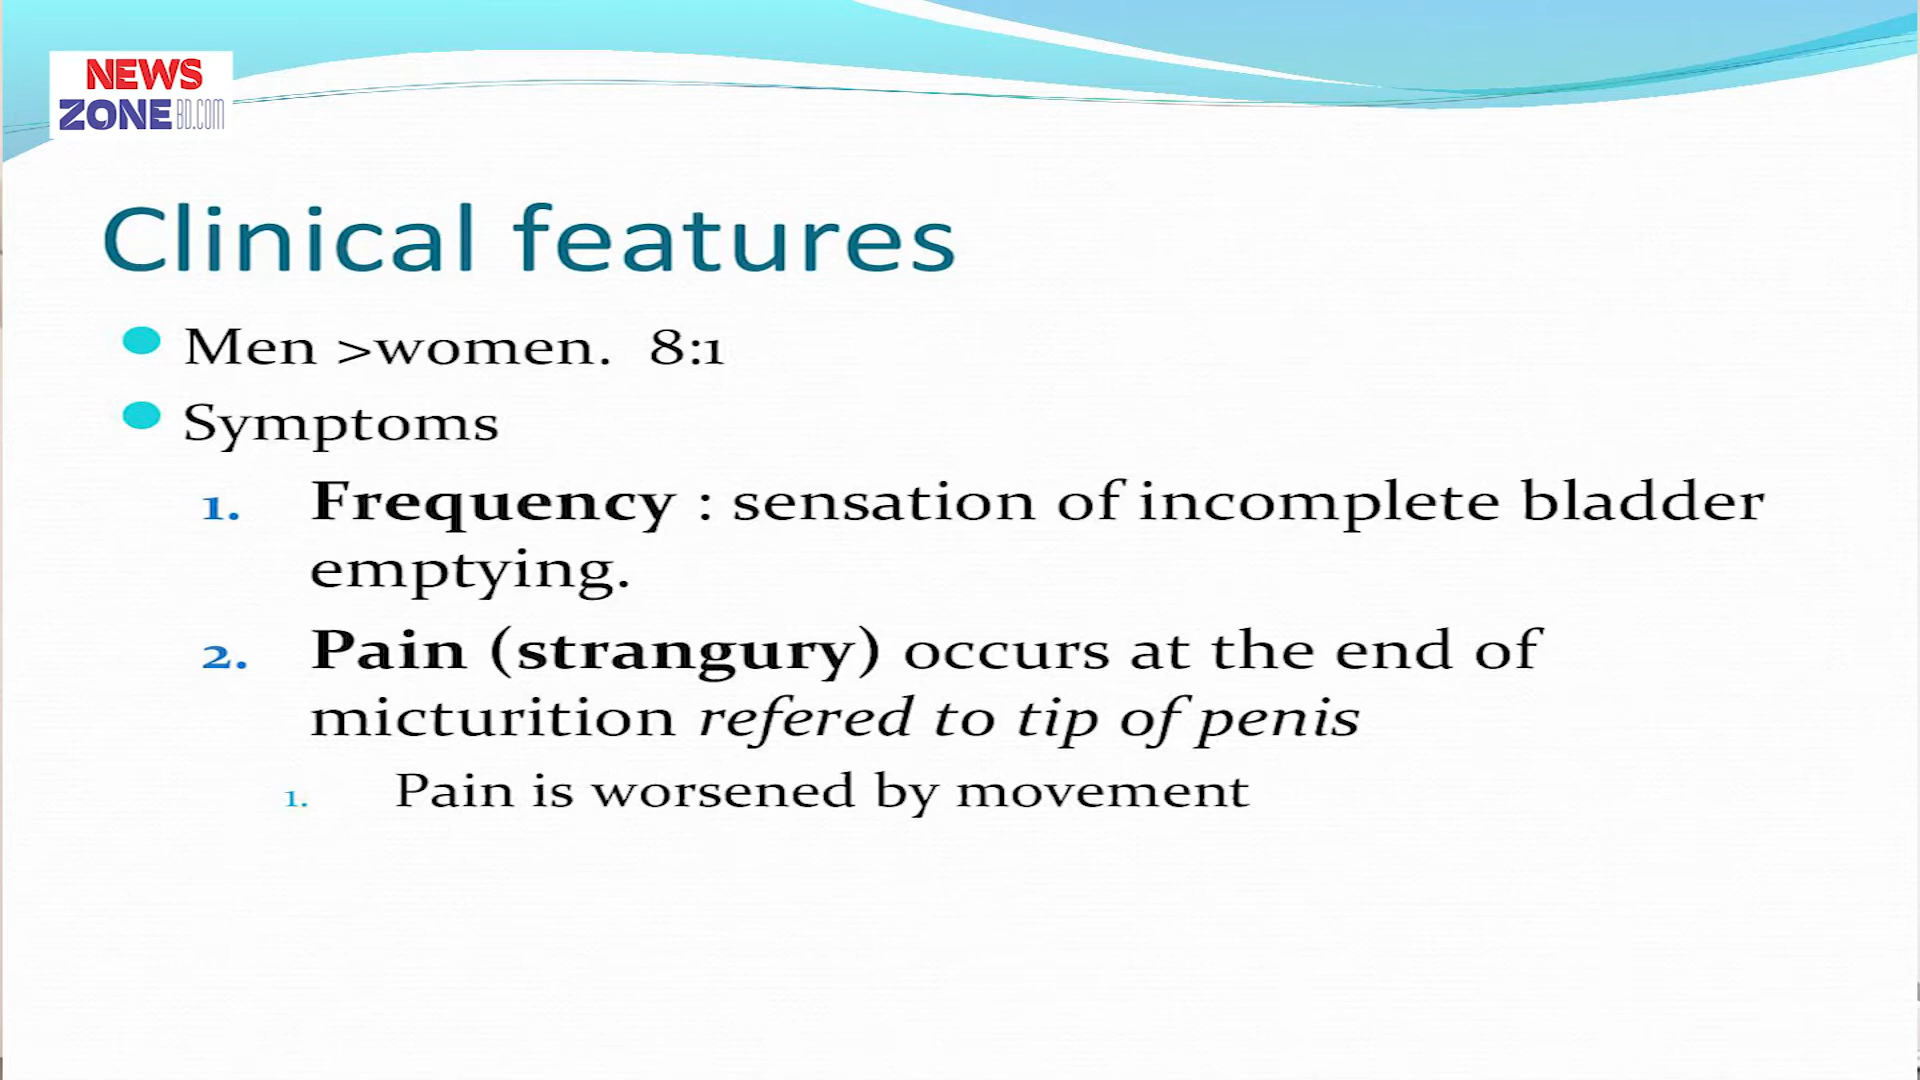 NEWS
ZONE BD.COM
Clinical features
Men >women. 8:1
Symptoms
1. Frequency : sensation of incomplete bladder
emptying.
2. Pain (strangury) occurs at the end of
micturition refered to tip of penis
1. Pain is worsened by movement